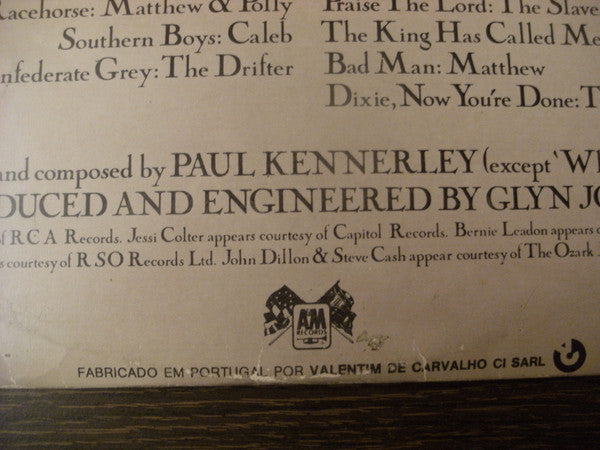 Racehorse: Matthew & Polly
Southern Boys: Caleb
nfederate Grey: The Drifter
Praise The Lord: The Slave
The King Has Called Me
Bad Man: Matthew
Dixie, Now You're Done: T
nd composed by PAUL KENNERLEY (except 'WH
DUCED AND ENGINEERED BY GLYN JO
of RCA Records. Jessi Colter appears courtesy of Capitol Records. Bernie Leadon appears c
s courtesy of RSO Records Ltd. John Dillon & Steve Cash appear courtesy of The Ozark
A&M
RECORDS
FABRICADO EM PORTUGAL POR VALENTIM DE CARVALHO CI SARL